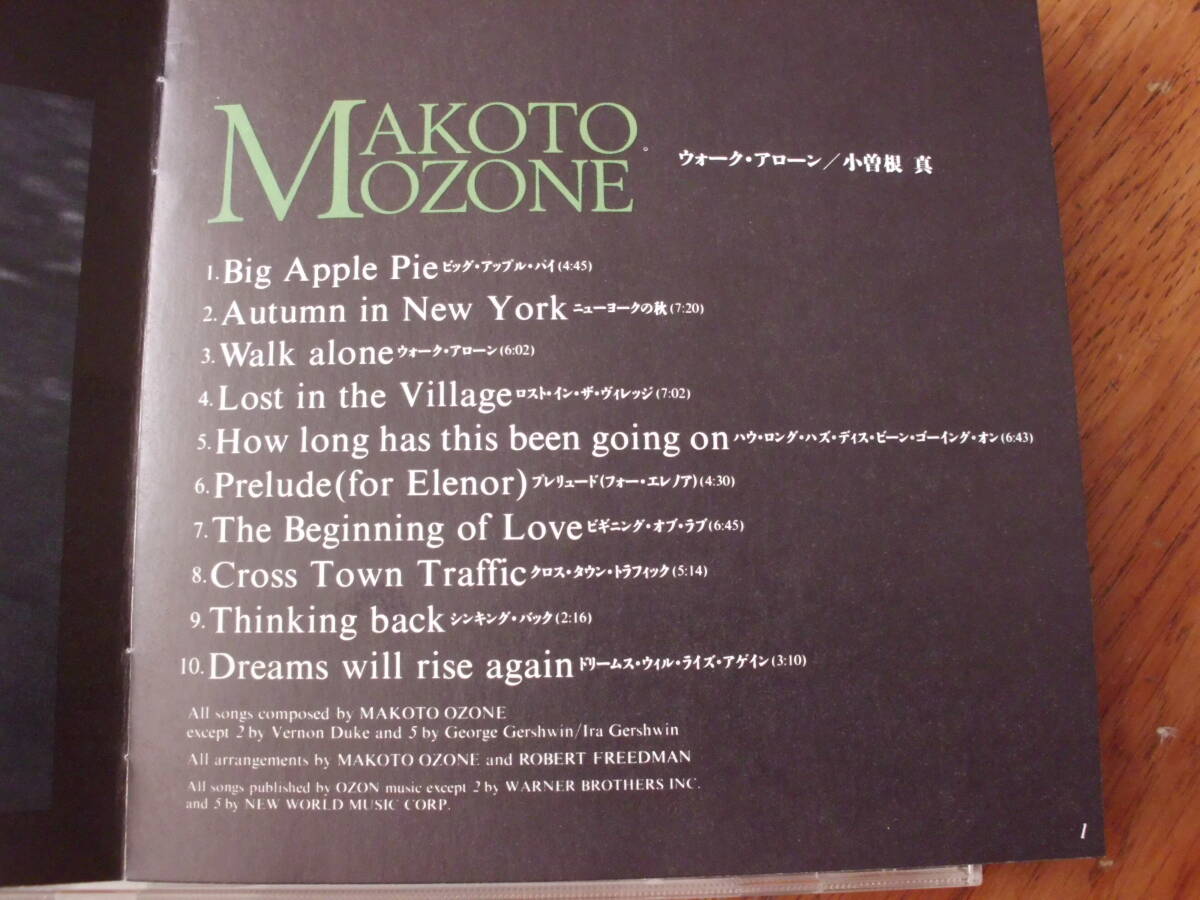 MAKOTO
MOZONE。
ウォーク・アローン／小曽根 真
1. Big Apple Pie ビッグ・アップル・パイ (4:45)
2. Autumn in New York ニューヨークの秋 (7:20)
3. Walk alone ウォーク・アローン (6:02)
4. Lost in the Village ロスト・イン・ザ・ヴィレッジ (7:02)
5. How long has this been going on ハウ・ロング・ハズ・ディス・ビーン・ゴーイング・オン (6:43)
6. Prelude(for Elenor) プレリュード(フォー・エレノア) (4:30)
7. The Beginning of Love ビギニング・オブ・ラブ (6:45)
8. Cross Town Traffic クロス・タウン・トラフィック (5:14)
9. Thinking back シンキング・バック (2:16)
10. Dreams will rise again ドリームス・ウィル・ライズ・アゲイン (3:10)
All songs composed by MAKOTO OZONE
except 2 by Vernon Duke and 5 by George Gershwin/Ira Gershwin
All arrangements by MAKOTO OZONE and ROBERT FREEDMAN
All songs published by OZON music except 2 by WARNER BROTHERS INC.
and 5 by NEW WORLD MUSIC CORP.
1